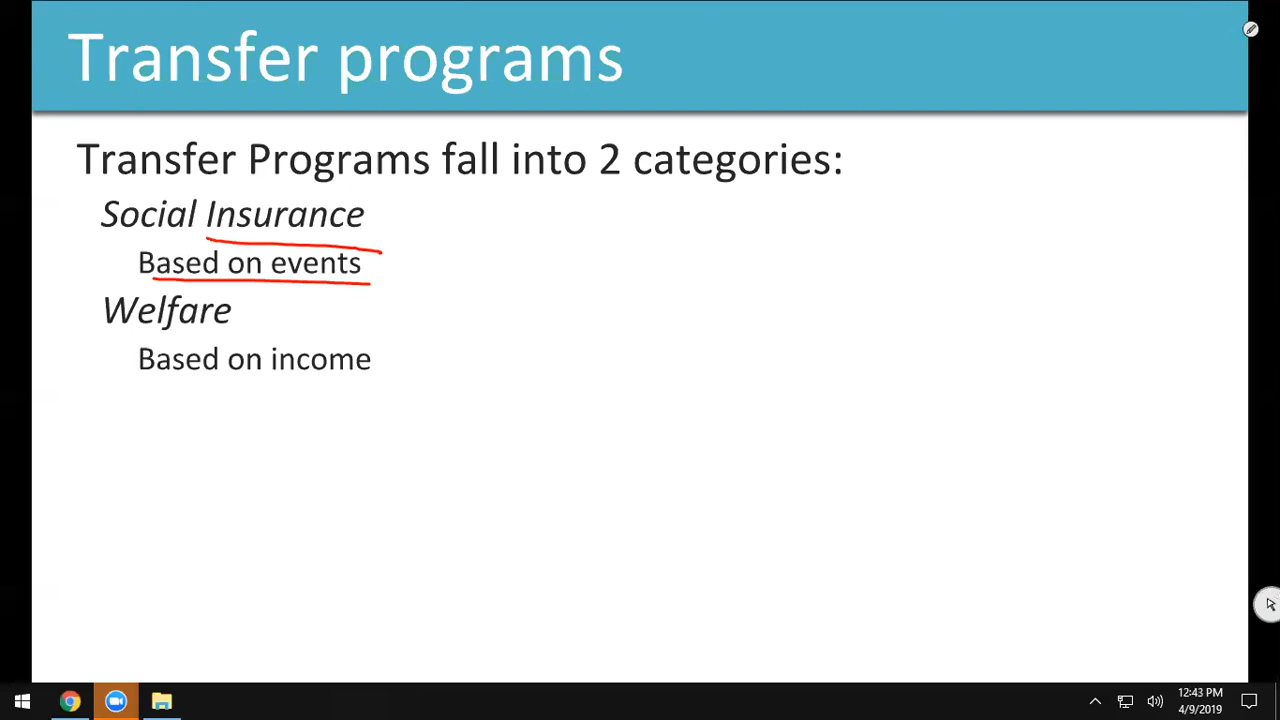 Transfer programs
Transfer Programs fall into 2 categories:
Social Insurance
Based on events
Welfare
Based on income
12:43 PM
4/9/2019